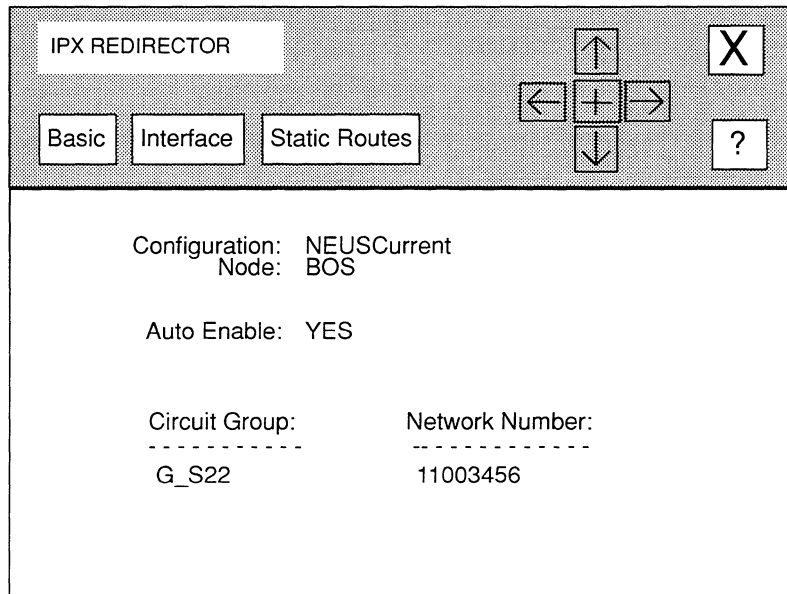 IPX REDIRECTOR
X
Basic Interface Static Routes
?
Configuration: NEUSCurrent
Node: BOS
Auto Enable: YES
Circuit Group: Network Number:
G_S22 11003456